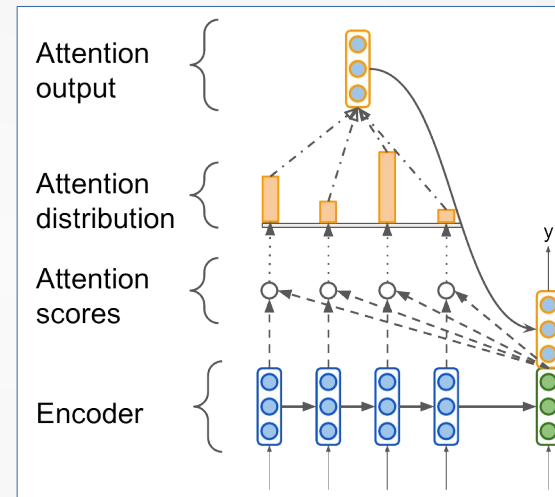 Attention
output
Attention
distribution
y
Attention
scores
Encoder